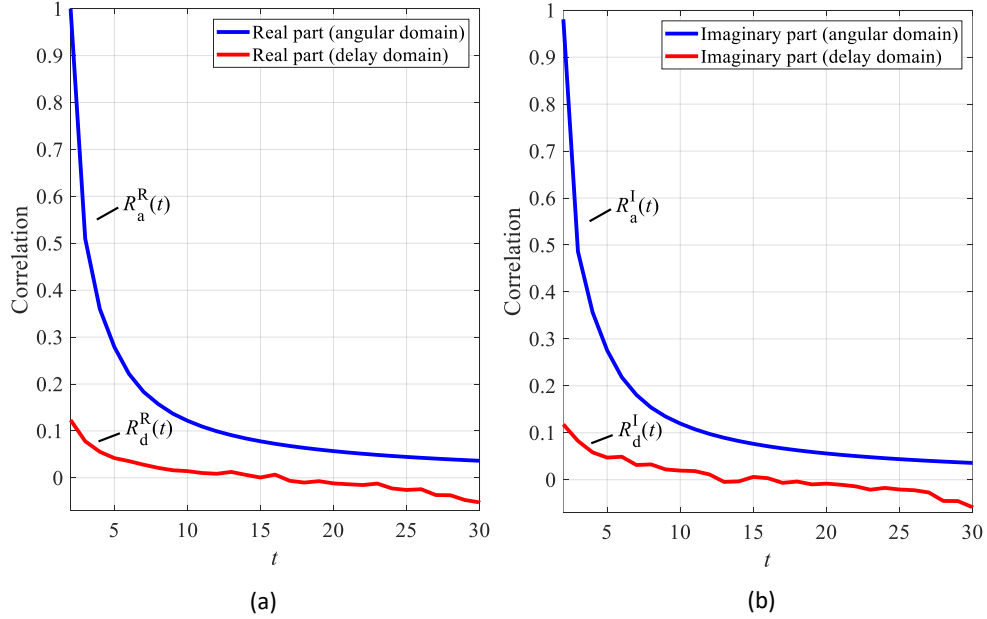 1
0.9
0.8
0.7
0.6
0.5
0.4
0.3
0.2
0.1
0
Correlation
Real part (angular domain)
Real part (delay domain)
R_a^R(t)
R_d^R(t)
5 10 15 20 25 30
t
(a)
1
0.9
0.8
0.7
0.6
0.5
0.4
0.3
0.2
0.1
0
Correlation
Imaginary part (angular domain)
Imaginary part (delay domain)
R_a^I(t)
R_d^I(t)
5 10 15 20 25 30
t
(b)